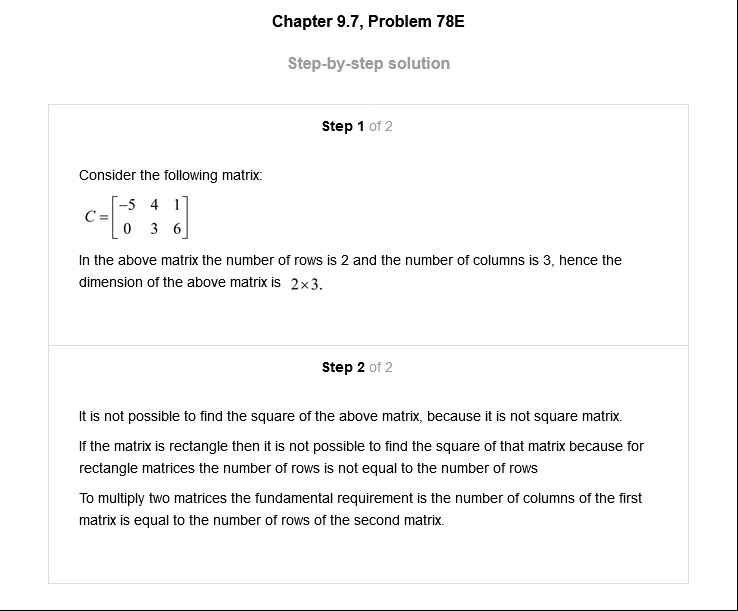 Chapter 9.7, Problem 78E
Step-by-step solution
Step 1 of 2
Consider the following matrix:
C = [−5 4 1
0 3 6]
In the above matrix the number of rows is 2 and the number of columns is 3, hence the
dimension of the above matrix is 2×3.
Step 2 of 2
It is not possible to find the square of the above matrix, because it is not square matrix.
If the matrix is rectangle then it is not possible to find the square of that matrix because for
rectangle matrices the number of rows is not equal to the number of rows
To multiply two matrices the fundamental requirement is the number of columns of the first
matrix is equal to the number of rows of the second matrix.